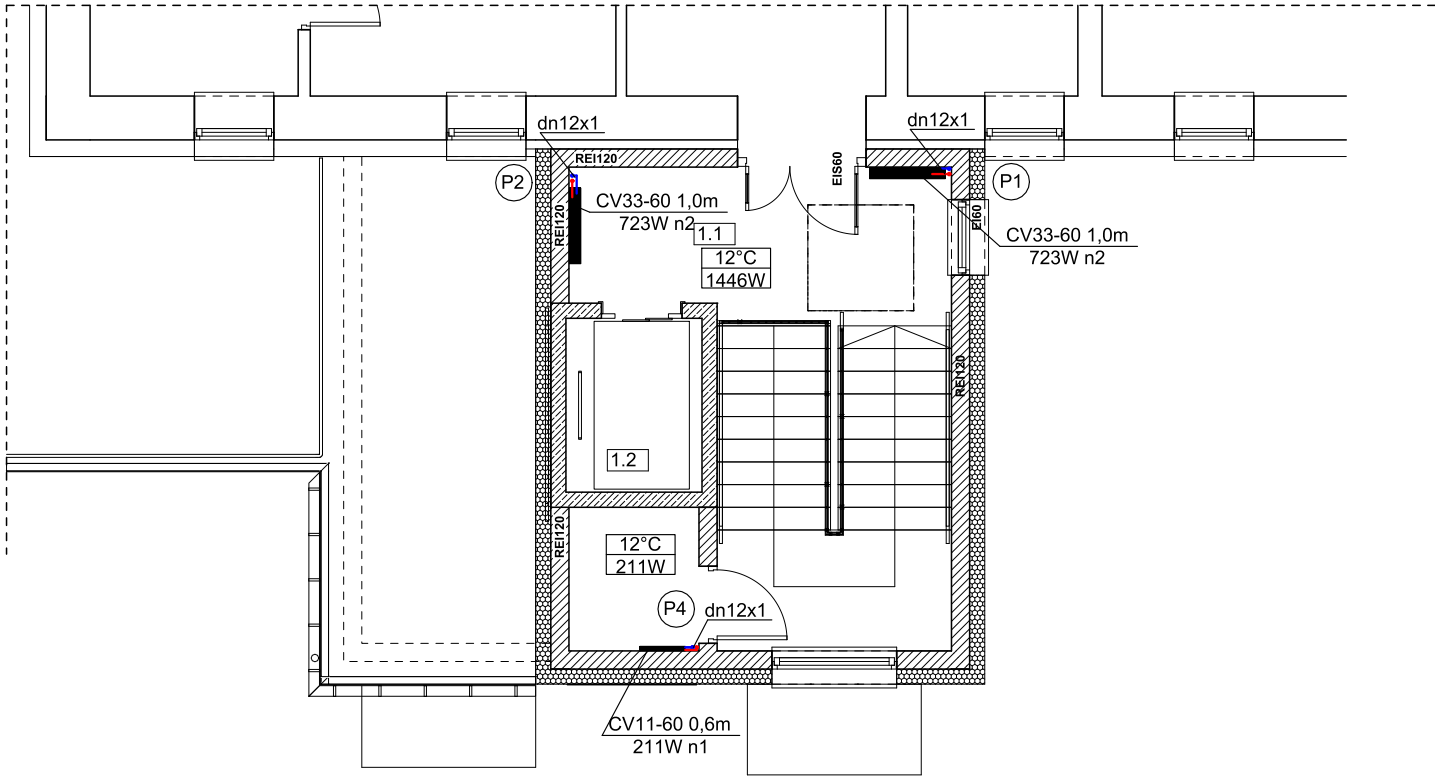 dn12x1
dn12x1
REI120
EIS60
P2
P1
CV33-60 1,0m
723W n2
REI120
1.1
EI60
CV33-60 1,0m
723W n2
12°C
1446W
REI120
1.2
REI120
12°C
211W
P4
dn12x1
CV11-60 0,6m
211W n1